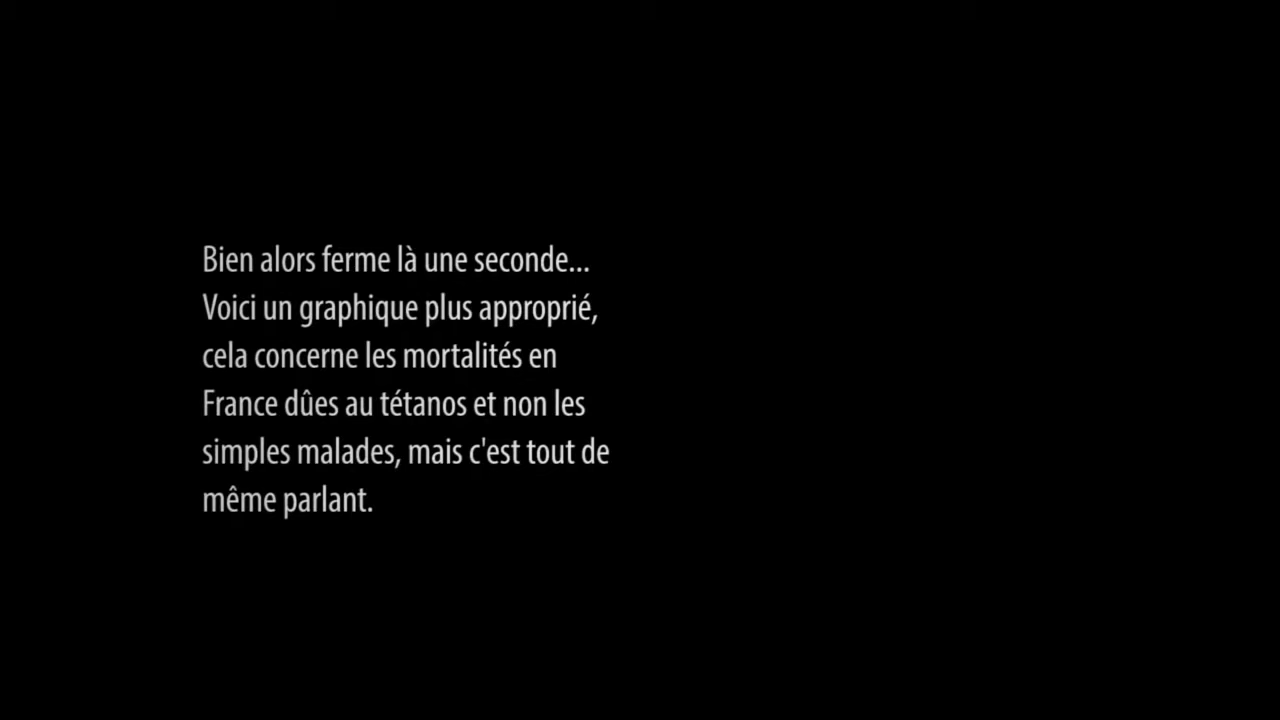 Bien alors ferme là une seconde...
Voici un graphique plus approprié,
cela concerne les mortalités en
France dûes au tétanos et non les
simples malades, mais c'est tout de
même parlant.